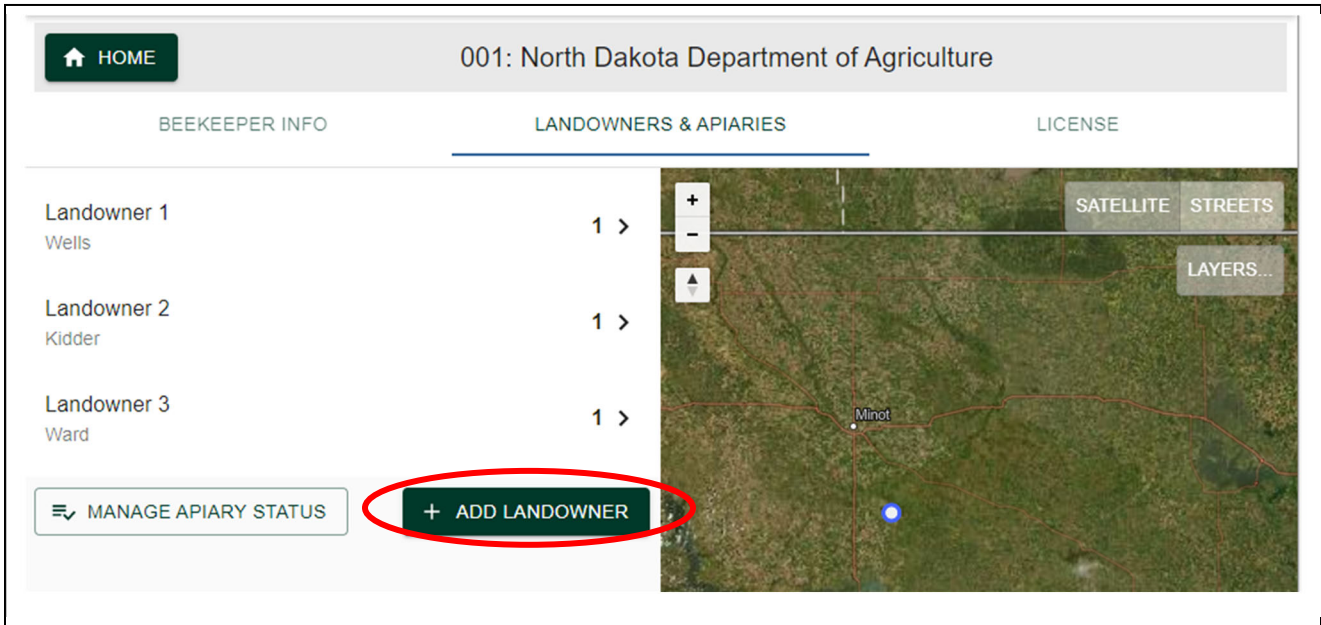 HOME
001: North Dakota Department of Agriculture
BEEKEEPER INFO
LANDOWNERS & APIARIES
LICENSE
Landowner 1
Wells
1
Landowner 2
Kidder
1
Landowner 3
Ward
1
MANAGE APIARY STATUS
+ ADD LANDOWNER
+
-
SATELLITE
STREETS
LAYERS...
Minot